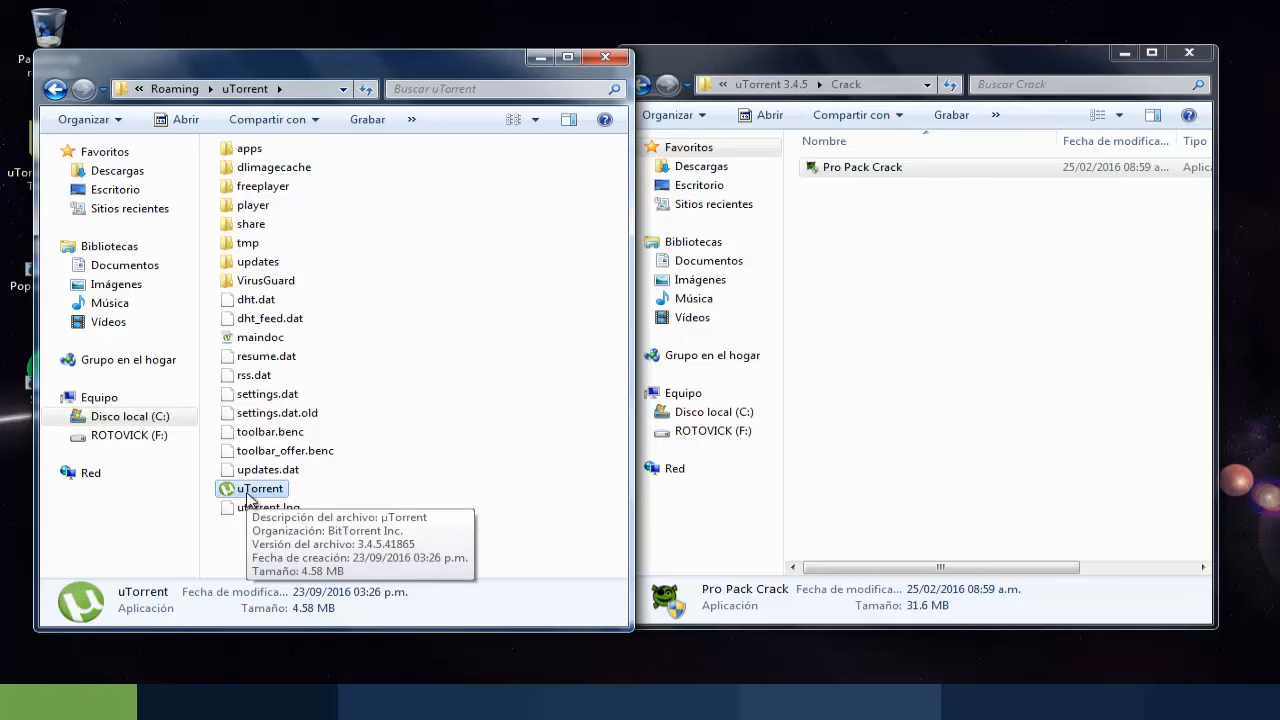 Pa
r
uTo
T
Pop
Roaming
uTorrent
Buscar uTorrent
Organizar
Abrir
Compartir con
Grabar
»
Favoritos
Descargas
Escritorio
Sitios recientes
Bibliotecas
Documentos
Imágenes
Música
Vídeos
Grupo en el hogar
Equipo
Disco local (C:)
ROTOVICK (F:)
Red
apps
dlimagecache
freeplayer
player
share
tmp
updates
VirusGuard
dht.dat
dht_feed.dat
maindoc
resume.dat
rss.dat
settings.dat
settings.dat.old
toolbar.benc
toolbar_offer.benc
updates.dat
uTorrent
utorrent.lng
Descripción del archivo: µTorrent
Organización: BitTorrent Inc.
Versión del archivo: 3.4.5.41865
Fecha de creación: 23/09/2016 03:26 p.m.
Tamaño: 4.58 MB
uTorrent Fecha de modifica... 23/09/2016 03:26 p.m.
Aplicación Tamaño: 4.58 MB
uTorrent 3.4.5
Crack
Buscar Crack
Organizar
Abrir
Compartir con
Grabar
»
Nombre
Fecha de modifica...
Tipo
Pro Pack Crack
25/02/2016 08:59 a...
Aplica
Favoritos
Descargas
Escritorio
Sitios recientes
Bibliotecas
Documentos
Imágenes
Música
Vídeos
Grupo en el hogar
Equipo
Disco local (C:)
ROTOVICK (F:)
Red
Pro Pack Crack Fecha de modifica... 25/02/2016 08:59 a.m.
Aplicación Tamaño: 31.6 MB